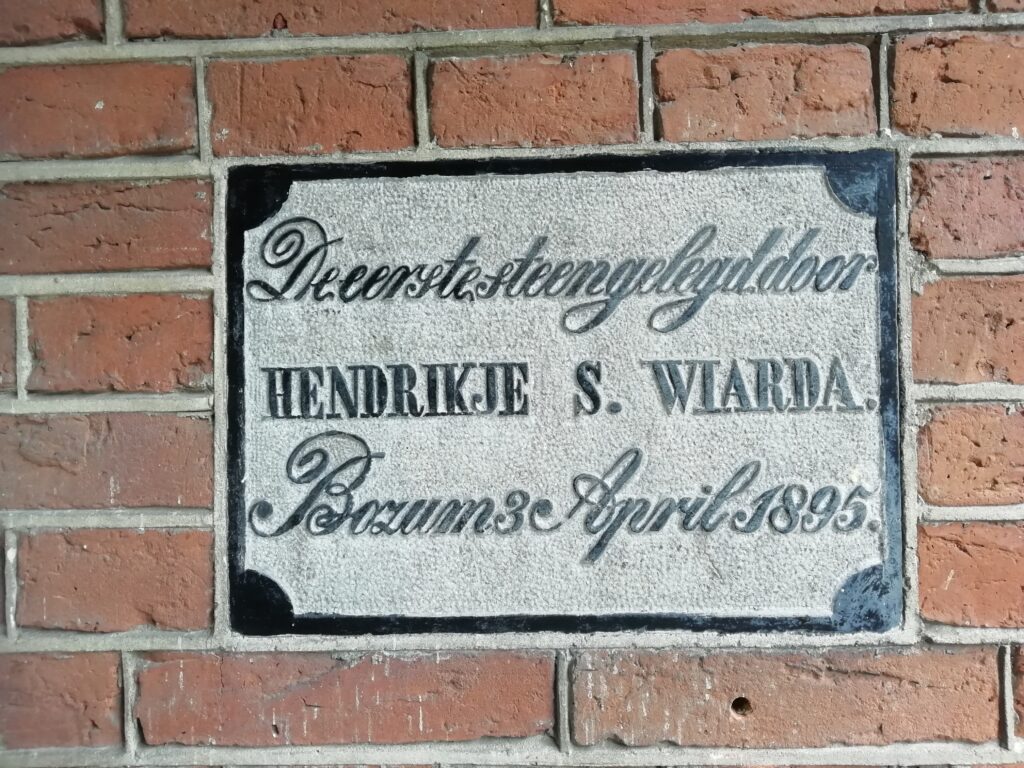 De eerste steen gelegd door
HENDRIKJE S. WIARDA.
Bozum 3 April 1895.